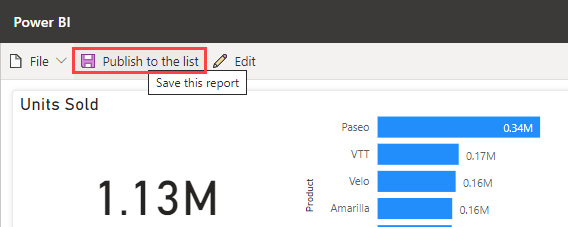 Power BI
File Publish to the list Edit
Save this report
Units Sold
1.13M
Product
Paseo 0.34M
VTT 0.17M
Velo 0.16M
Amarilla 0.16M